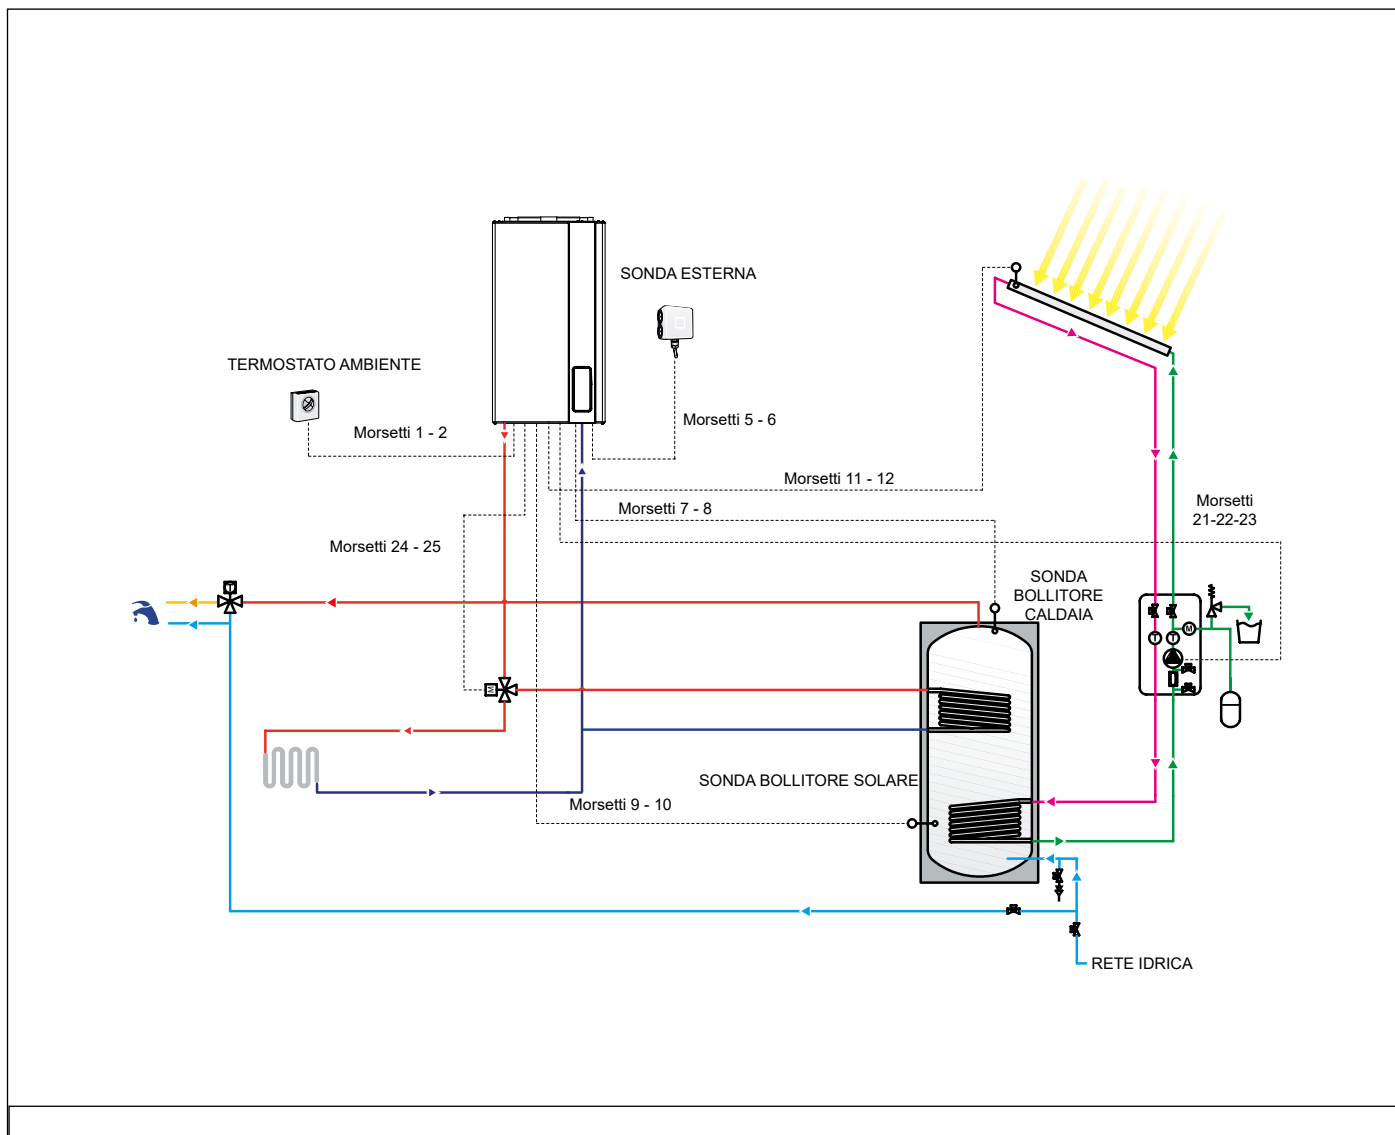 SONDA ESTERNA
TERMOSTATO AMBIENTE
Morsetti 1 - 2
Morsetti 5 - 6
Morsetti 11 - 12
Morsetti 7 - 8
Morsetti
21-22-23
Morsetti 24 - 25
SONDA
BOLLITORE
CALDAIA
M
T
T
M
SONDA BOLLITORE SOLARE
Morsetti 9 - 10
RETE IDRICA